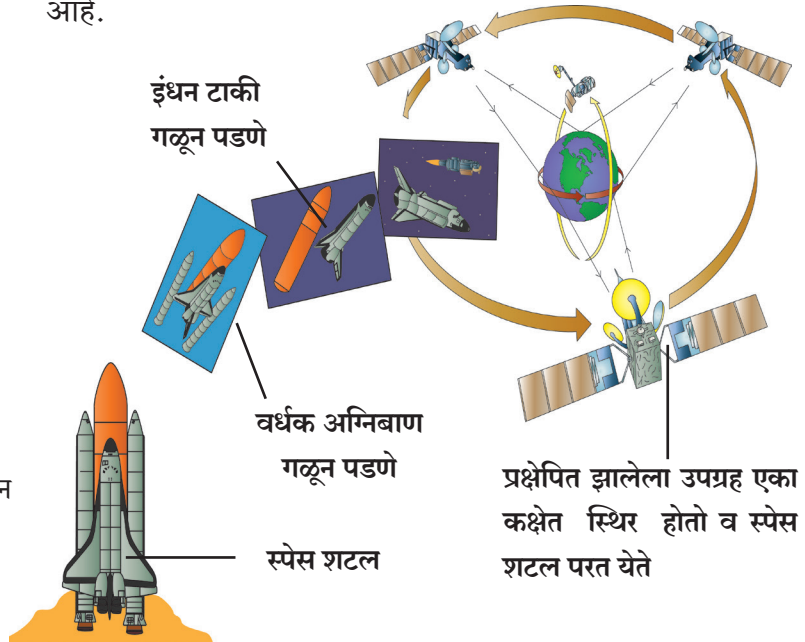 आहे.
इंधन टाकी
गळून पडणे
वर्धक अग्निबाण
गळून पडणे
न
स्पेस शटल
प्रक्षेपित झालेला उपग्रह एका
कक्षेत स्थिर होतो व स्पेस
शटल परत येते